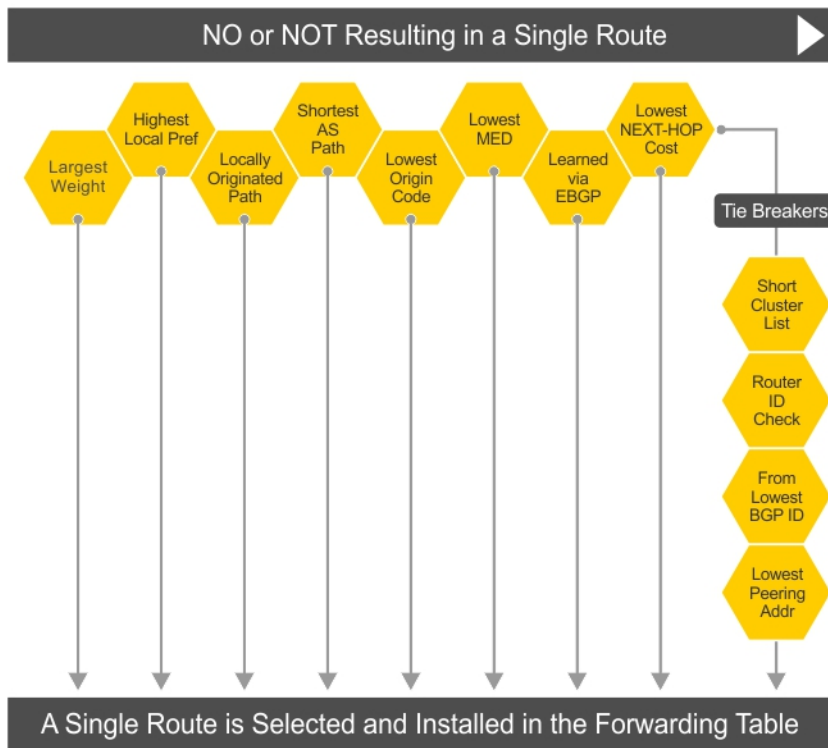 NO or NOT Resulting in a Single Route
Largest
Weight
Highest
Local Pref
Locally
Originated
Path
Shortest
AS
Path
Lowest
Origin
Code
Lowest
MED
Learned
via
EBGP
Lowest
NEXT-HOP
Cost
Tie Breakers
Short
Cluster
List
Router
ID
Check
From
Lowest
BGP ID
Lowest
Peering
Addr
A Single Route is Selected and Installed in the Forwarding Table